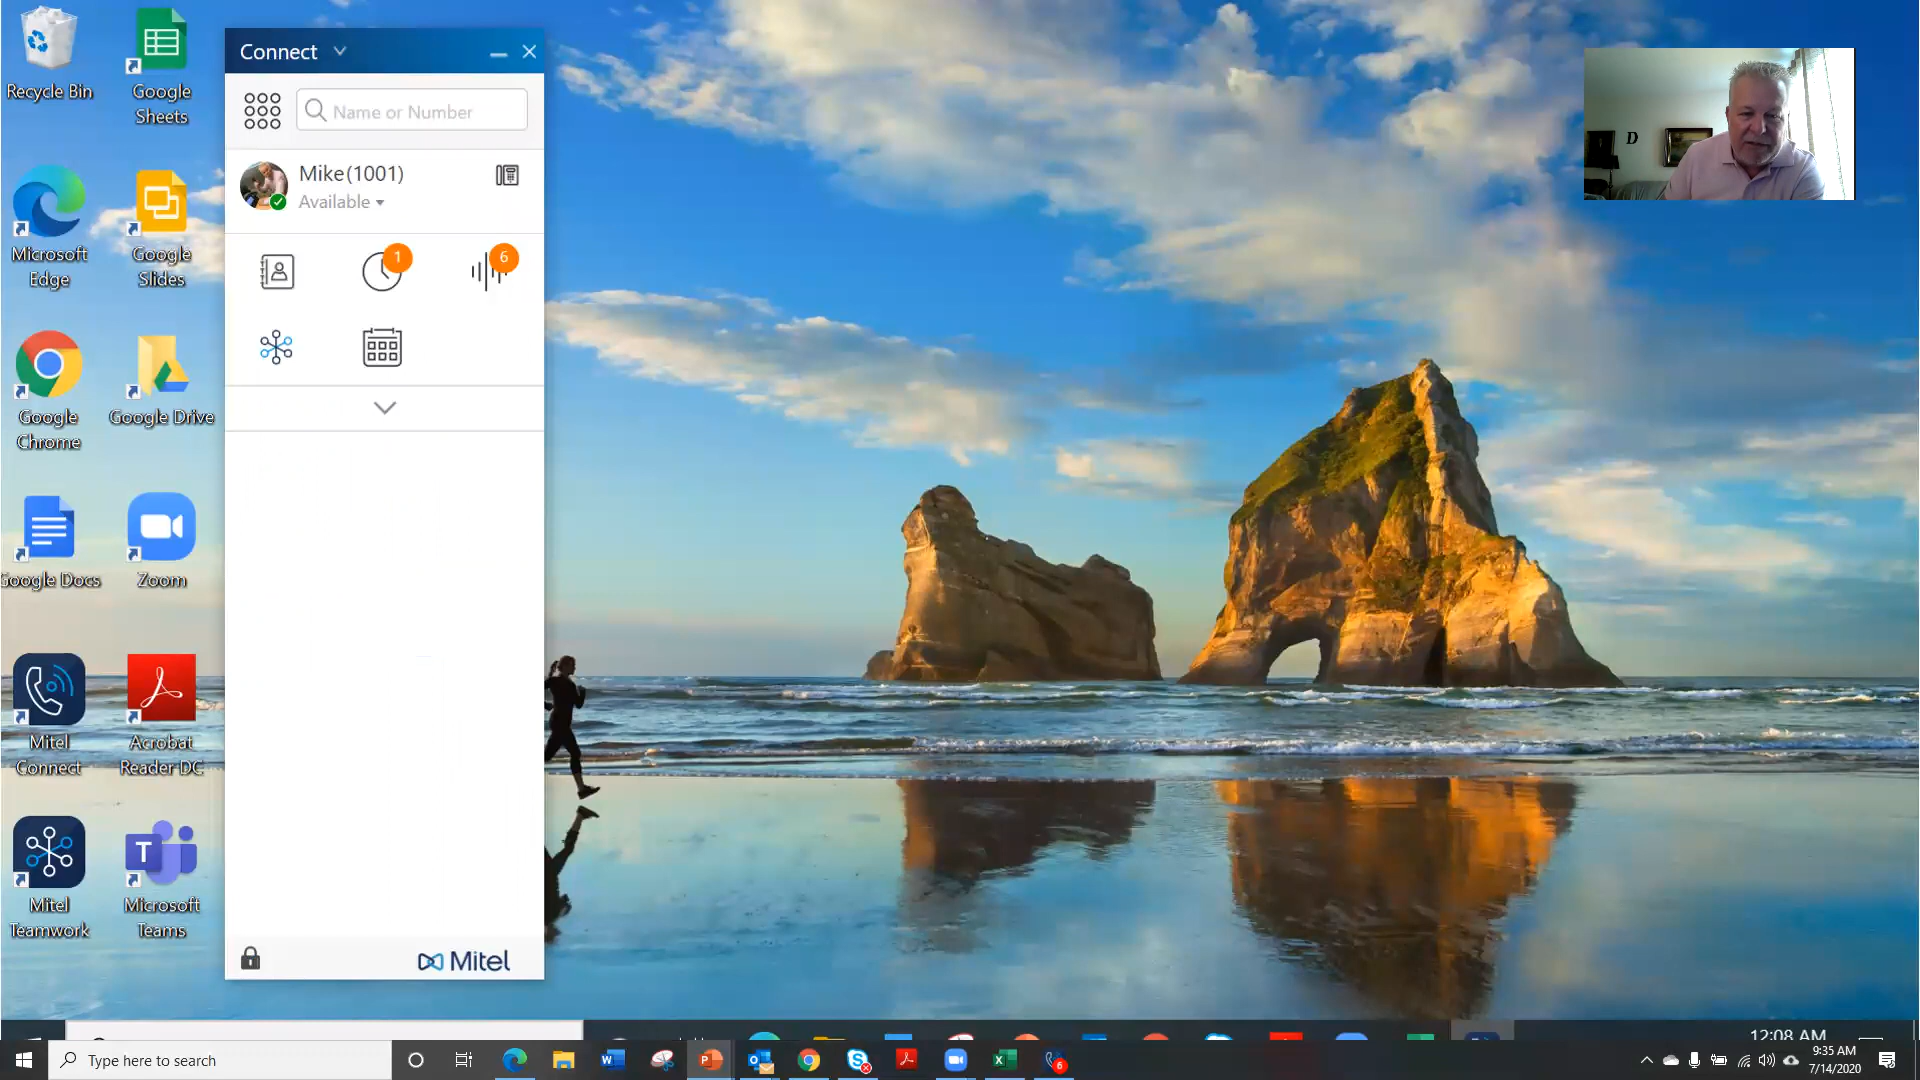 Recycle Bin
Google
Sheets
Microsoft
Edge
Google
Slides
Google
Chrome
Google Drive
Google Docs
Zoom
Mitel
Connect
Acrobat
Reader DC
Mitel
Teamwork
T
Microsoft
Teams
Connect
Name or Number
Mike(1001)
Available
1
6
Mitel
D
12:08 AM
Type here to search
W
P
O
S
X
6
9:35 AM
7/14/2020